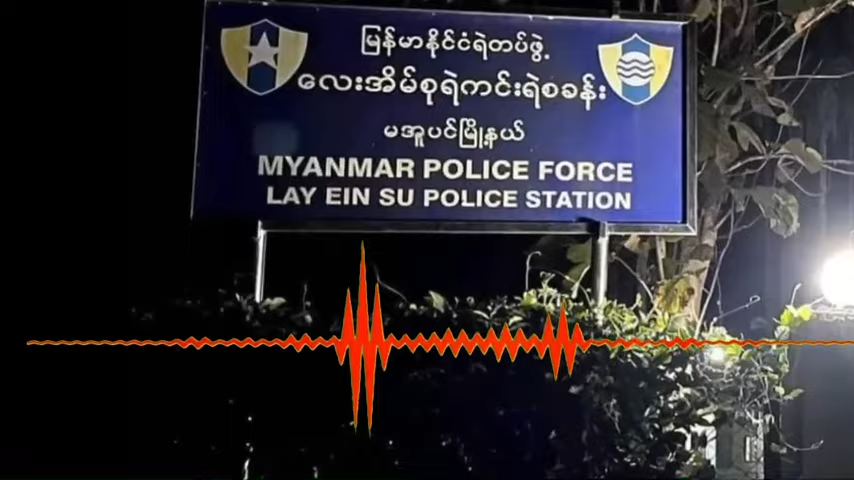 မြန်မာနိုင်ငံရဲတပ်ဖွဲ့
လေးအိမ်စုရဲကင်းရဲစခန်း
မအူပင်မြို့နယ်
MYANMAR POLICE FORCE
LAY EIN SU POLICE STATION